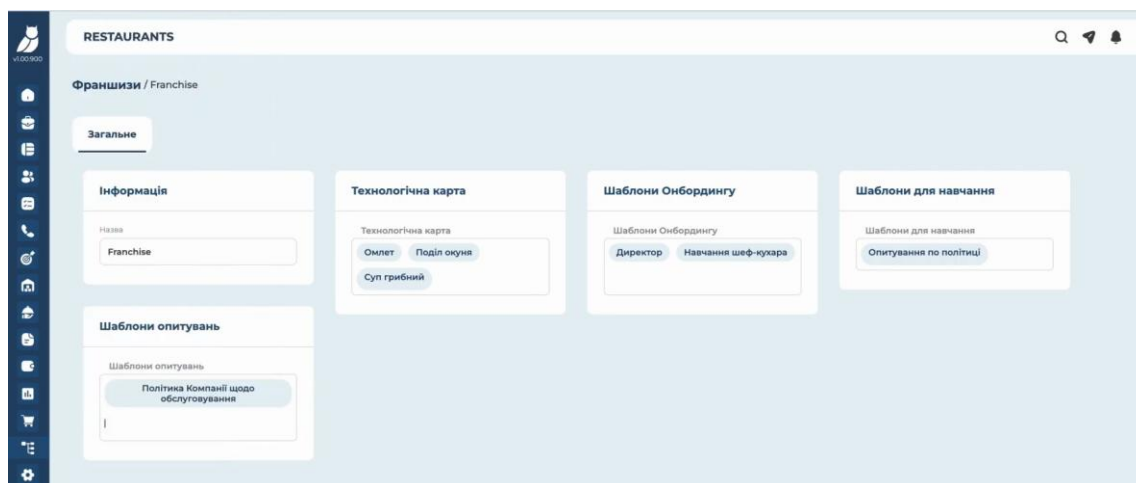 RESTAURANTS
v1.00.900
Франшизи / Franchise
Загальне
Інформація
Назва
Franchise
Технологічна карта
Технологічна карта
Омлет Поділ окуня
Суп грибний
Шаблони Онбордингу
Шаблони Онбордингу
Директор Навчання шеф-кухара
Шаблони для навчання
Шаблони для навчання
Опитування по політиці
Шаблони опитувань
Шаблони опитувань
Політика Компанії щодо
обслуговування